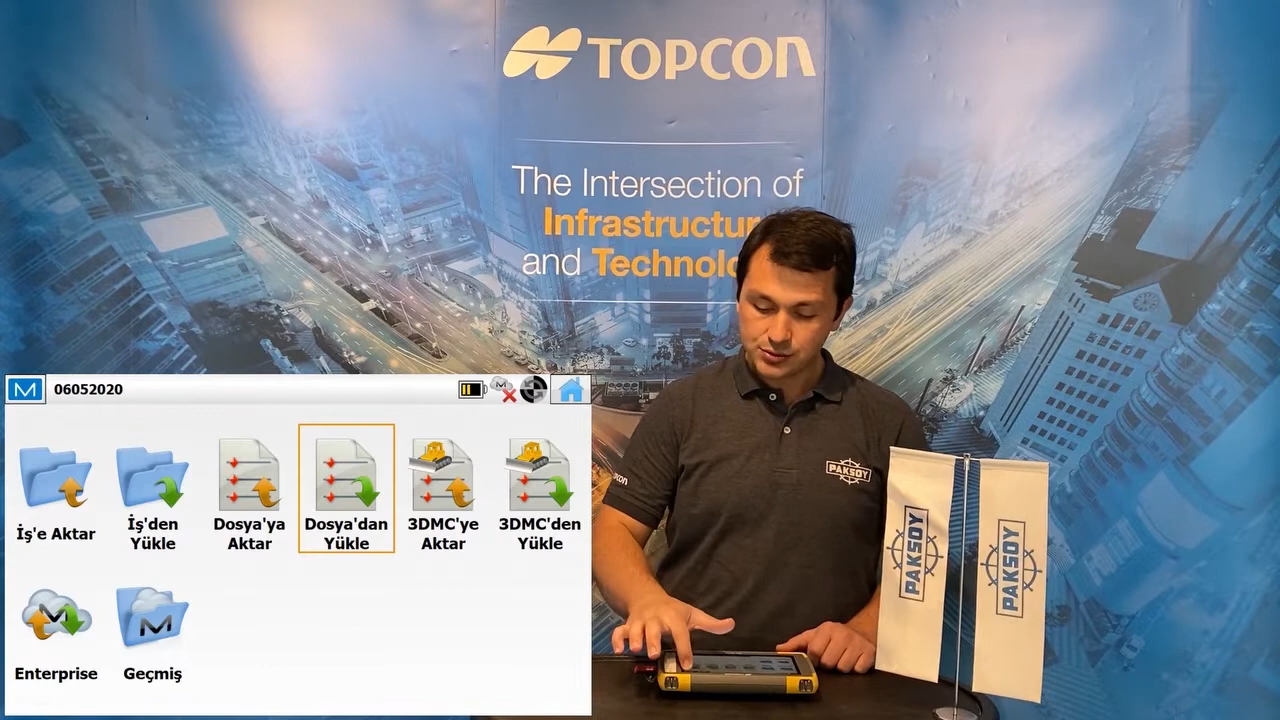 TOPCON
The Intersection of
Infrastructur
and Technolo
06052020
İş'e Aktar
İş'den
Yükle
Dosya'ya
Aktar
Dosya'dan
Yükle
3DMC'ye
Aktar
3DMC'den
Yükle
Enterprise
Geçmiş
PAKSOY
PAKSOY
PAKSOY